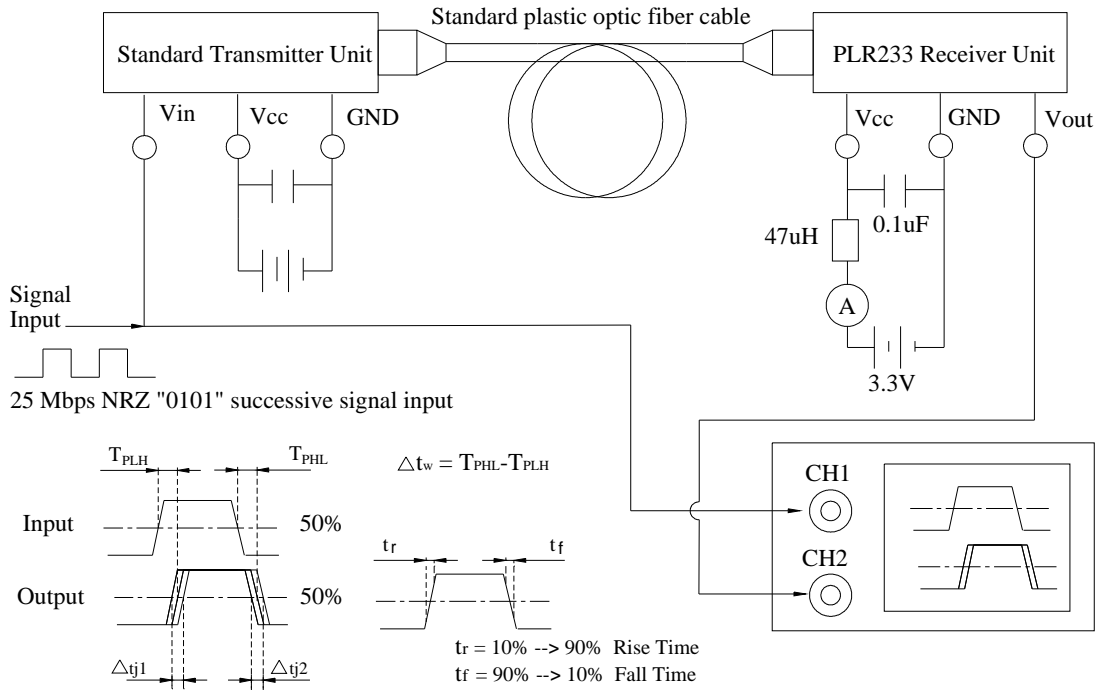 Standard plastic optic fiber cable
Standard Transmitter Unit
PLR233 Receiver Unit
Vin
Vcc
GND
Vcc
GND
Vout
0.1uF
47uH
A
3.3V
Signal
Input
25 Mbps NRZ "0101" successive signal input
TPLH
TPHL
△tw = TPHL-TPLH
Input
50%
Output
50%
△tj1
△tj2
tr
tf
tr = 10% --> 90% Rise Time
tf = 90% --> 10% Fall Time
CH1
CH2